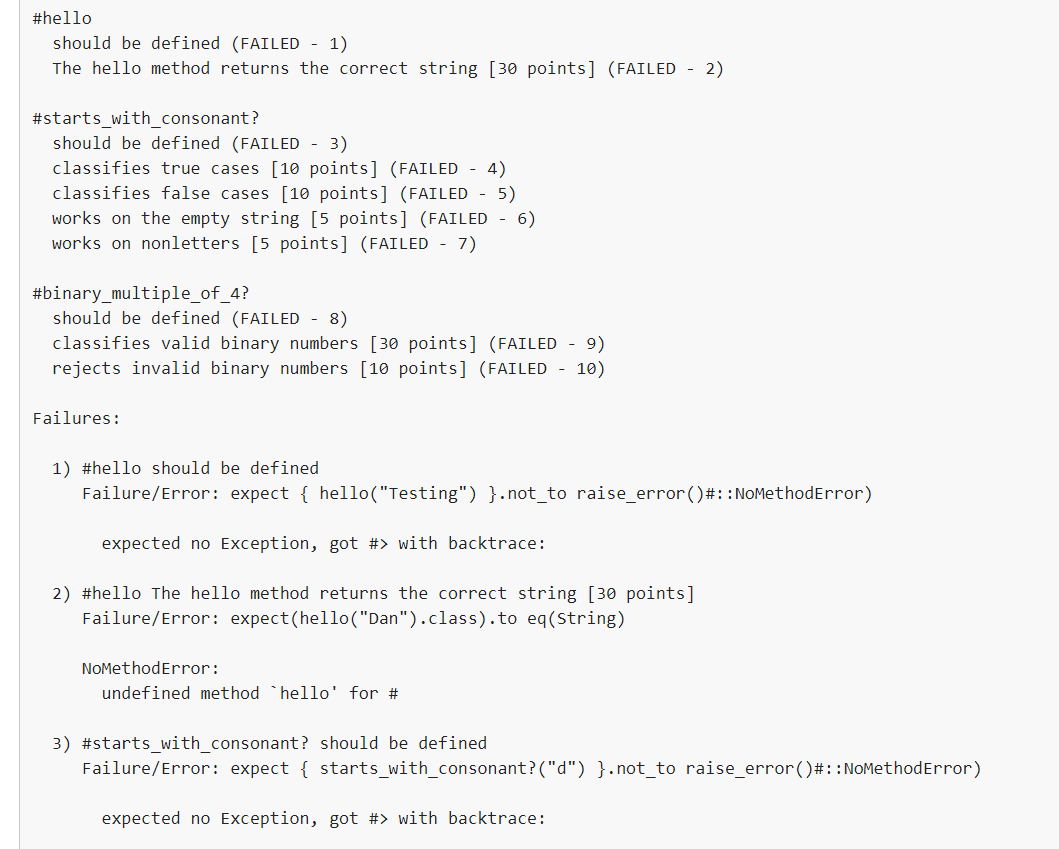 #hello
should be defined (FAILED - 1)
The hello method returns the correct string [30 points] (FAILED - 2)
#starts_with_consonant?
should be defined (FAILED - 3)
classifies true cases [10 points] (FAILED - 4)
classifies false cases [10 points] (FAILED - 5)
works on the empty string [5 points] (FAILED - 6)
works on nonletters [5 points] (FAILED - 7)
#binary_multiple_of_4?
should be defined (FAILED - 8)
classifies valid binary numbers [30 points] (FAILED - 9)
rejects invalid binary numbers [10 points] (FAILED - 10)
Failures:
1) #hello should be defined
Failure/Error: expect { hello("Testing") }.not_to raise_error()#::NoMethodError)
expected no Exception, got #> with backtrace:
2) #hello The hello method returns the correct string [30 points]
Failure/Error: expect(hello("Dan").class).to eq(String)
NoMethodError:
undefined method `hello' for #
3) #starts_with_consonant? should be defined
Failure/Error: expect { starts_with_consonant?("d") }.not_to raise_error()#::NoMethodError)
expected no Exception, got #> with backtrace: